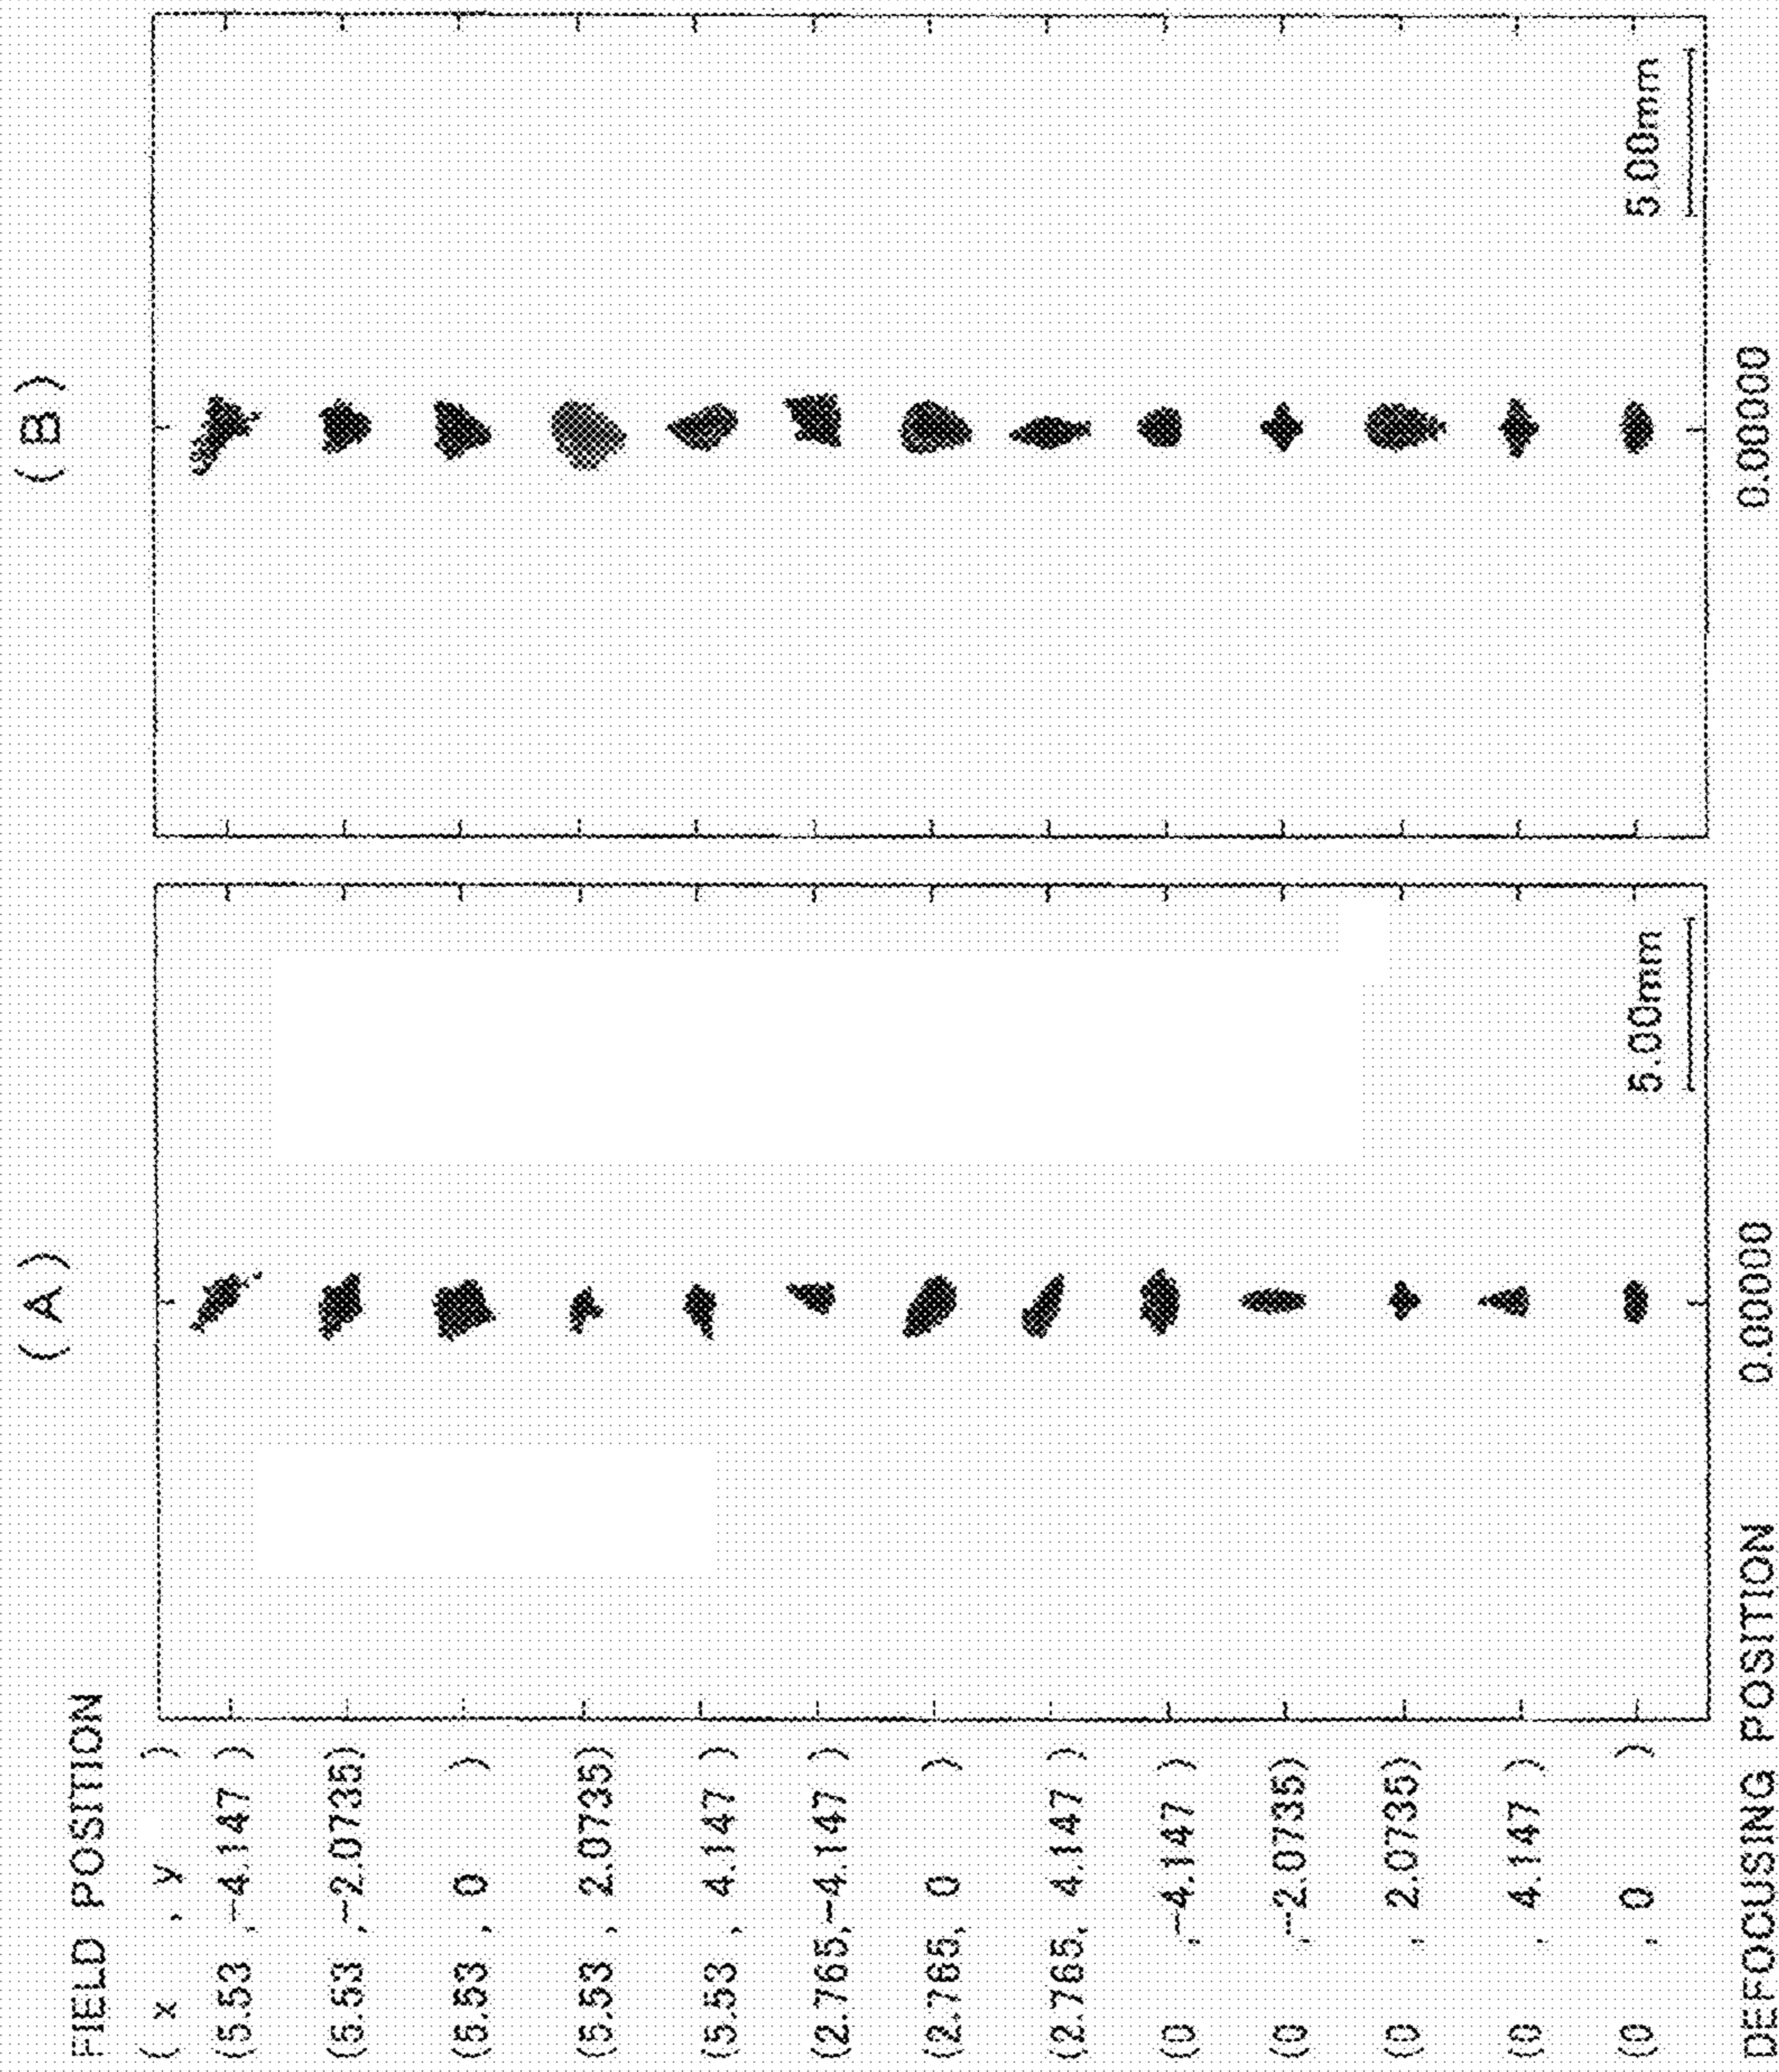 (A) (B)
FIELD POSITION
( x , y )
(5.53 ,-4.147 )
(5.53 ,-2.0735)
(5.53 , 0 )
(5.53 , 2.0735)
(5.53 , 4.147 )
(2.765,-4.147 )
(2.765, 0 )
(2.765, 4.147 )
(0 ,-4.147 )
(0 ,-2.0735)
(0 , 2.0735)
(0 , 4.147 )
(0 , 0 )
5.00mm 5.00mm
DEFOCUSING POSITION 0.00000 0.00000